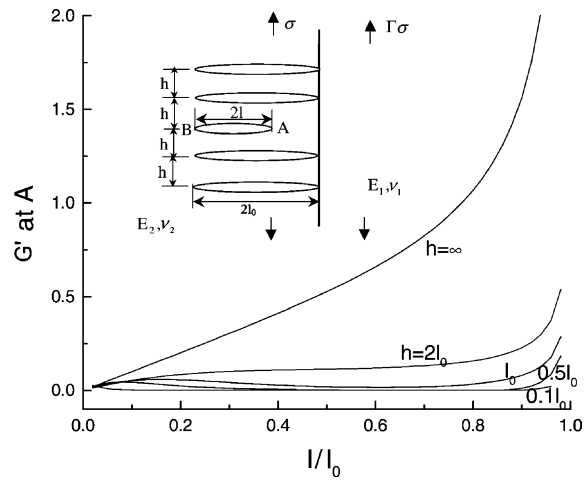 2.0
1.5
1.0
0.5
0.0
G' at A
σ
Γσ
h
h
h
h
2l
B
A
2l₀
E₁,ν₁
E₂,ν₂
h=∞
h=2l₀
l₀
0.5l₀
0.1l₀
0.0
0.2
0.4
0.6
0.8
1.0
l/l₀